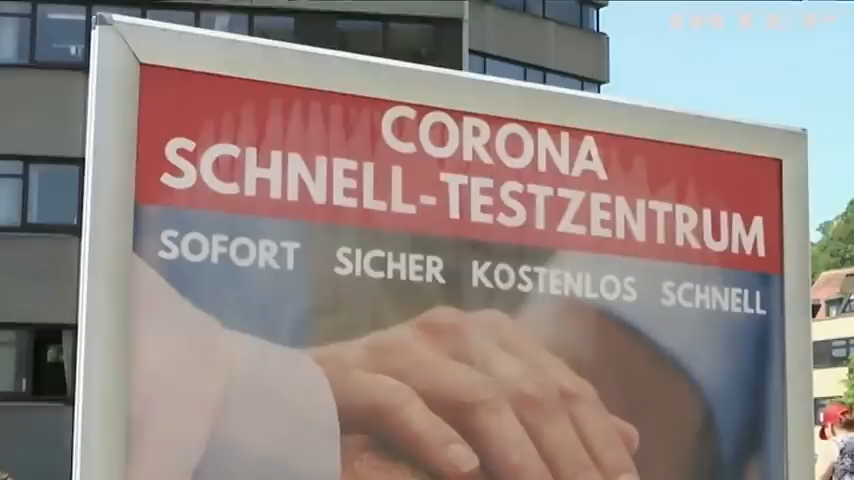 CORONA
SCHNELL-TESTZENTRUM
SOFORT SICHER KOSTENLOS SCHNELL